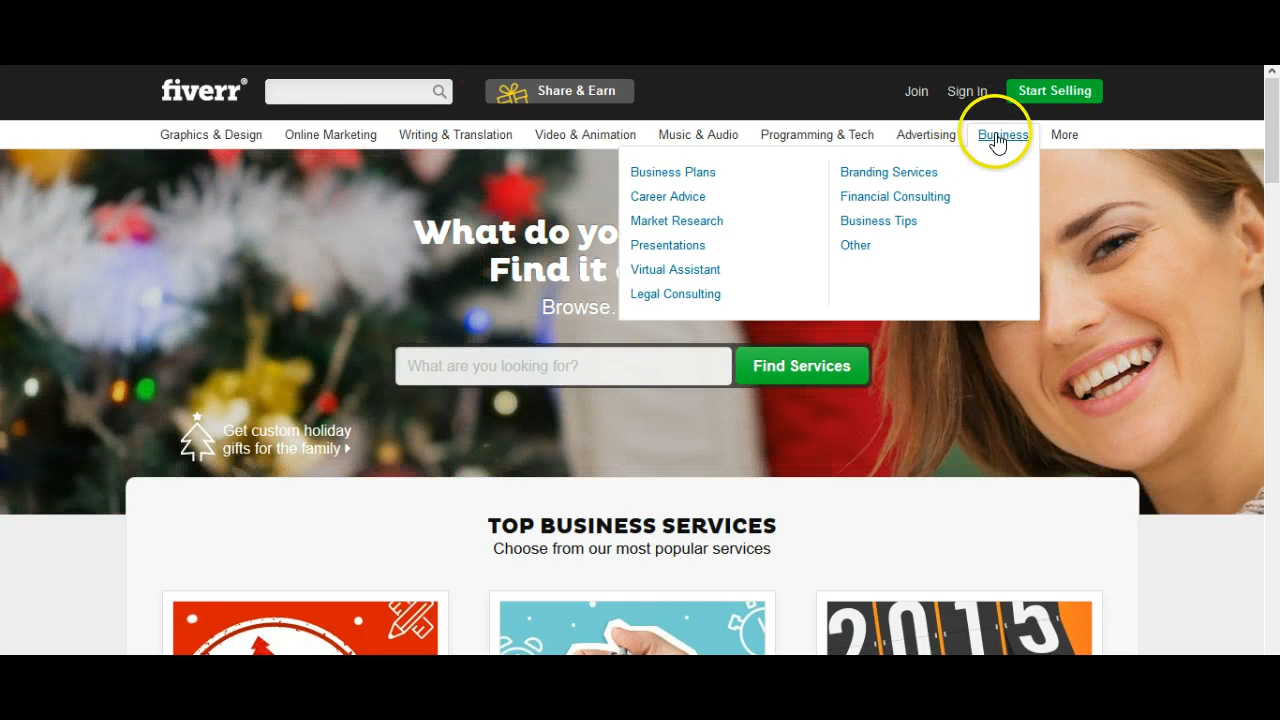 fiverr®
Share & Earn
Join
Sign In
Start Selling
Graphics & Design
Online Marketing
Writing & Translation
Video & Animation
Music & Audio
Programming & Tech
Advertising
Business
More
Business Plans
Career Advice
Market Research
Presentations
Virtual Assistant
Legal Consulting
Branding Services
Financial Consulting
Business Tips
Other
What do yo
Find it
Browse.
What are you looking for?
Find Services
Get custom holiday
gifts for the family
TOP BUSINESS SERVICES
Choose from our most popular services
2015